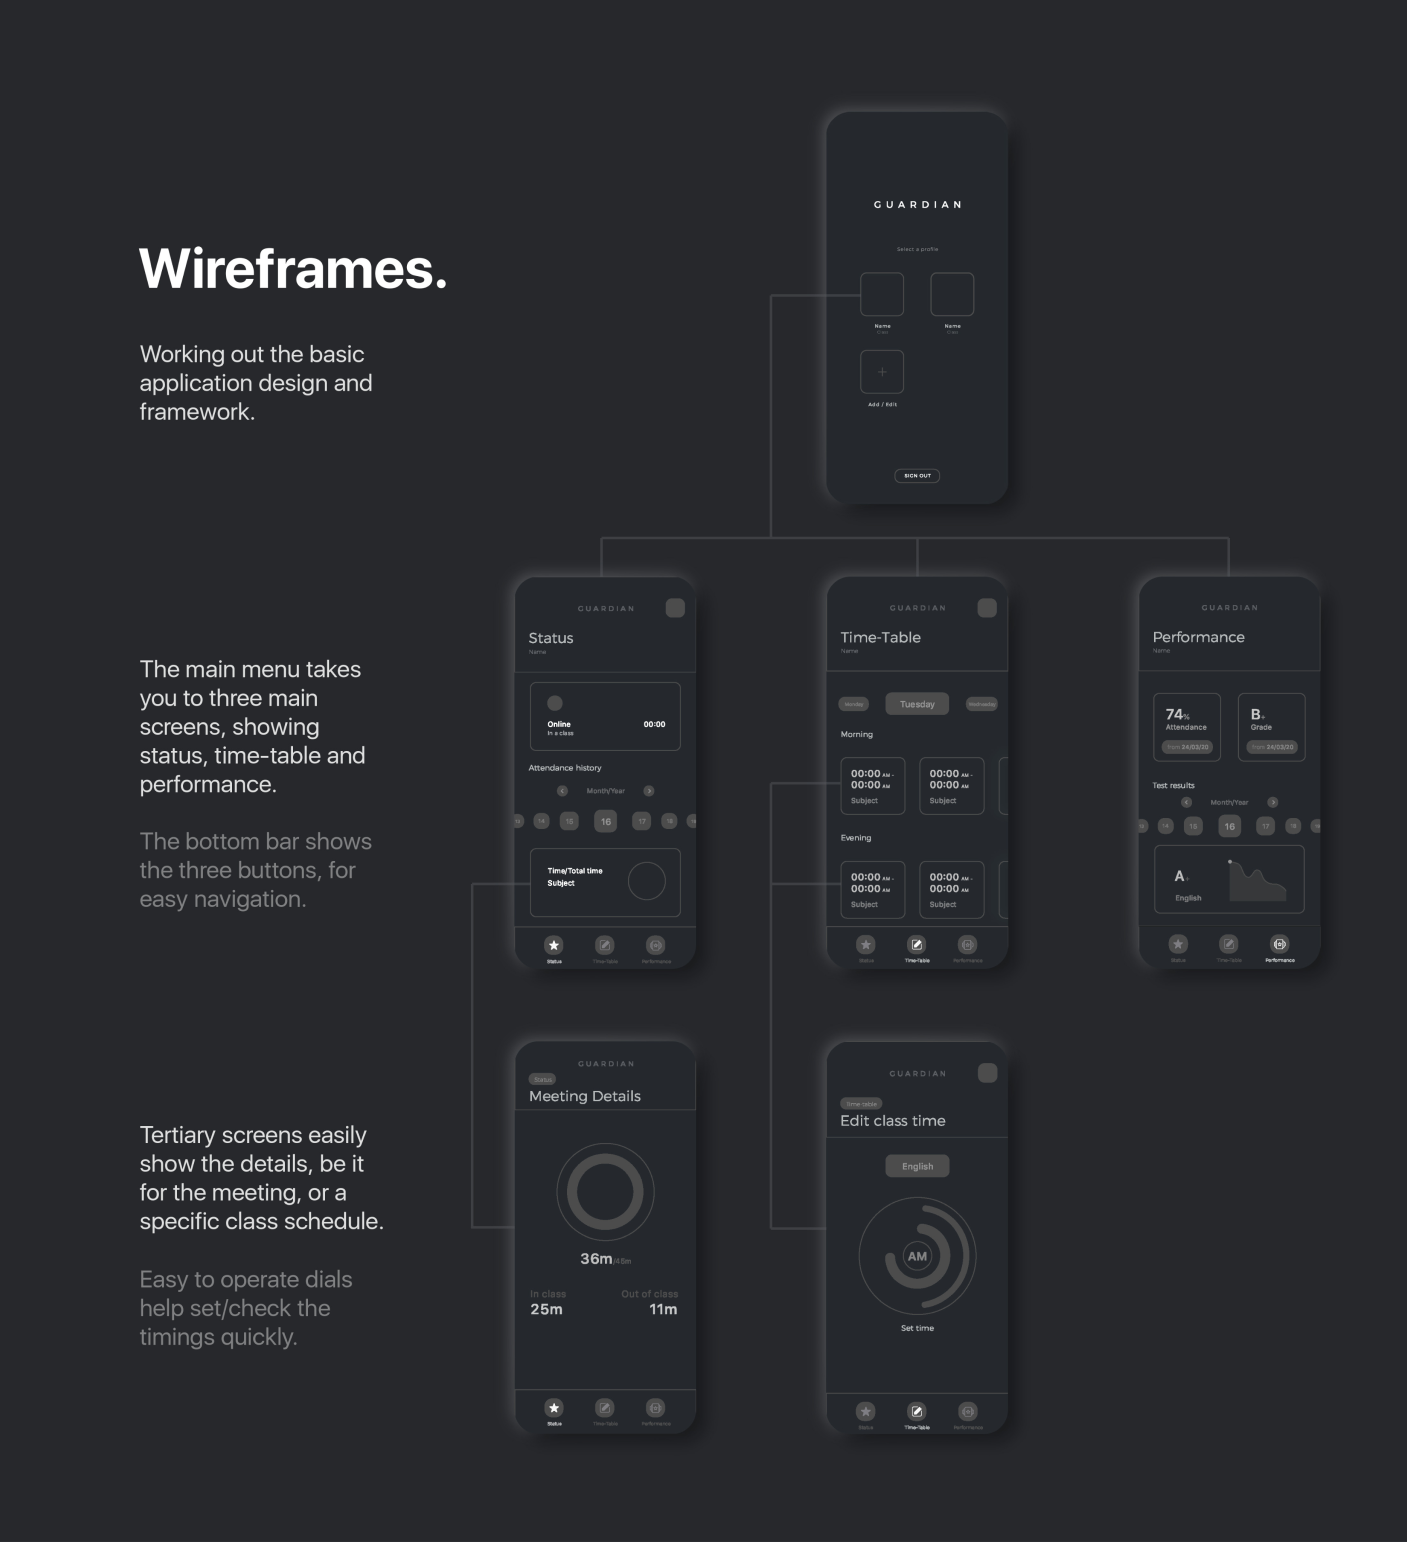 GUARDIAN
Select a profile
Name
Name
Add / Edit
SIGN OUT
Wireframes.
Working out the basic
application design and
framework.
The main menu takes
you to three main
screens, showing
status, time-table and
performance.
The bottom bar shows
the three buttons, for
easy navigation.
GUARDIAN
Status
Name
Online
00:00
In a class
Attendance history
Month/Year
13
14
15
16
17
18
Time/Total time
Subject
Status
Time-Table
Performance
GUARDIAN
Time-Table
Name
Monday
Tuesday
Wednesday
Morning
00:00 AM -
00:00 AM
Subject
00:00 AM -
00:00 AM
Subject
Evening
00:00 AM -
00:00 AM
Subject
00:00 AM -
00:00 AM
Subject
Status
Time-Table
Performance
GUARDIAN
Performance
Name
74%
Attendance
from 24/03/20
B+
Grade
from 24/03/20
Test results
Month/Year
13
14
15
16
17
18
A+
English
Status
Time-Table
Performance
Tertiary screens easily
show the details, be it
for the meeting, or a
specific class schedule.
Easy to operate dials
help set/check the
timings quickly.
GUARDIAN
Status
Meeting Details
36m/45m
In class
25m
Out of class
11m
Status
Time-Table
Performance
GUARDIAN
Time-table
Edit class time
English
AM
Set time
Status
Time-Table
Performance